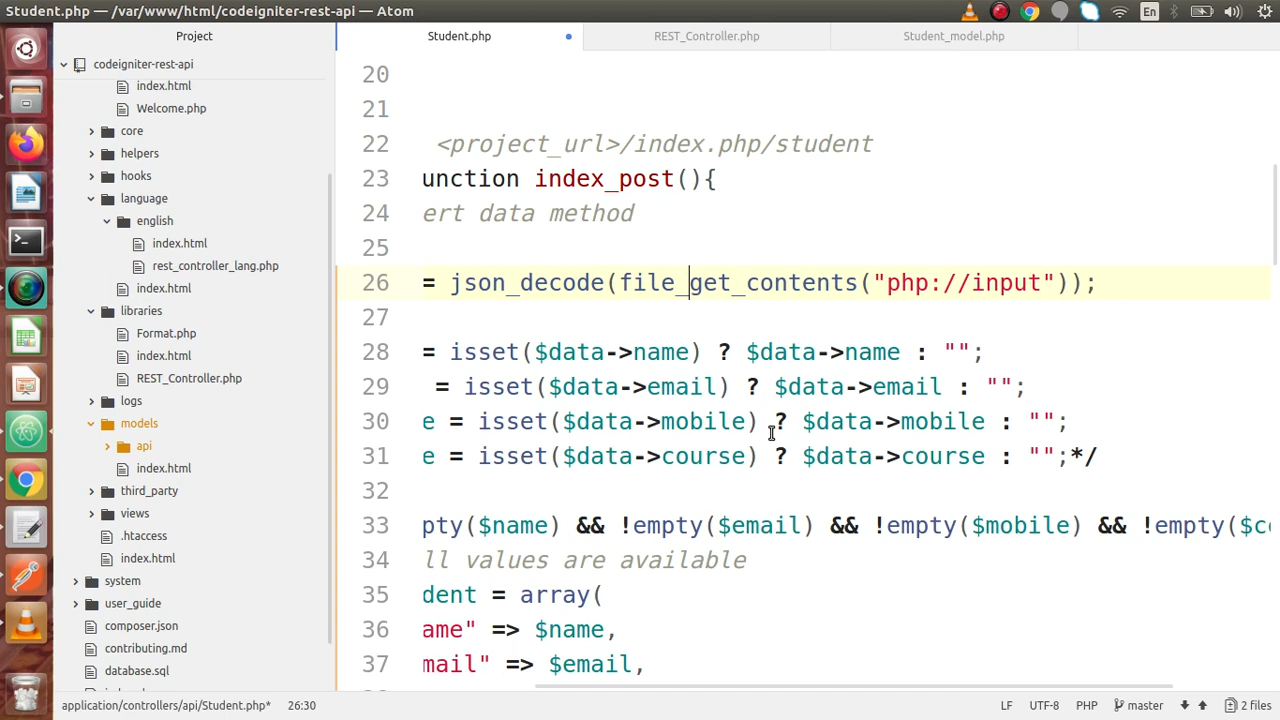 Student.php — /var/www/html/codeigniter-rest-api — Atom
En
Project
Student.php
REST_Controller.php
Student_model.php
codeigniter-rest-api
index.html
Welcome.php
core
helpers
hooks
language
english
index.html
rest_controller_lang.php
index.html
libraries
Format.php
index.html
REST_Controller.php
logs
models
api
index.html
third_party
views
.htaccess
index.html
system
user_guide
composer.json
contributing.md
database.sql
20
21
22 <project_url>/index.php/student
23 unction index_post(){
24 ert data method
25
26 = json_decode(file_get_contents("php://input"));
27
28 = isset($data->name) ? $data->name : "";
29 = isset($data->email) ? $data->email : "";
30 e = isset($data->mobile) ? $data->mobile : "";
31 e = isset($data->course) ? $data->course : "";*/
32
33 pty($name) && !empty($email) && !empty($mobile) && !empty($co
34 ll values are available
35 dent = array(
36 ame" => $name,
37 mail" => $email,
application/controllers/api/Student.php* 26:30 LF UTF-8 PHP master 2 files